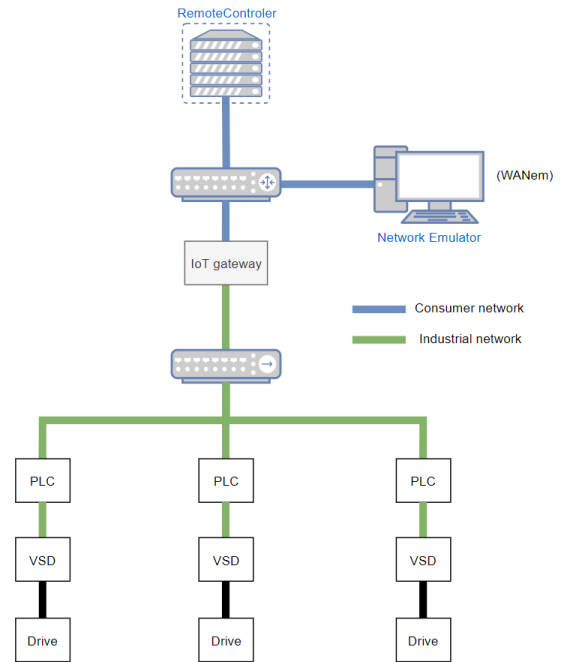 RemoteControler
(WANem)
Network Emulator
IoT gateway
Consumer network
Industrial network
PLC
PLC
PLC
VSD
VSD
VSD
Drive
Drive
Drive